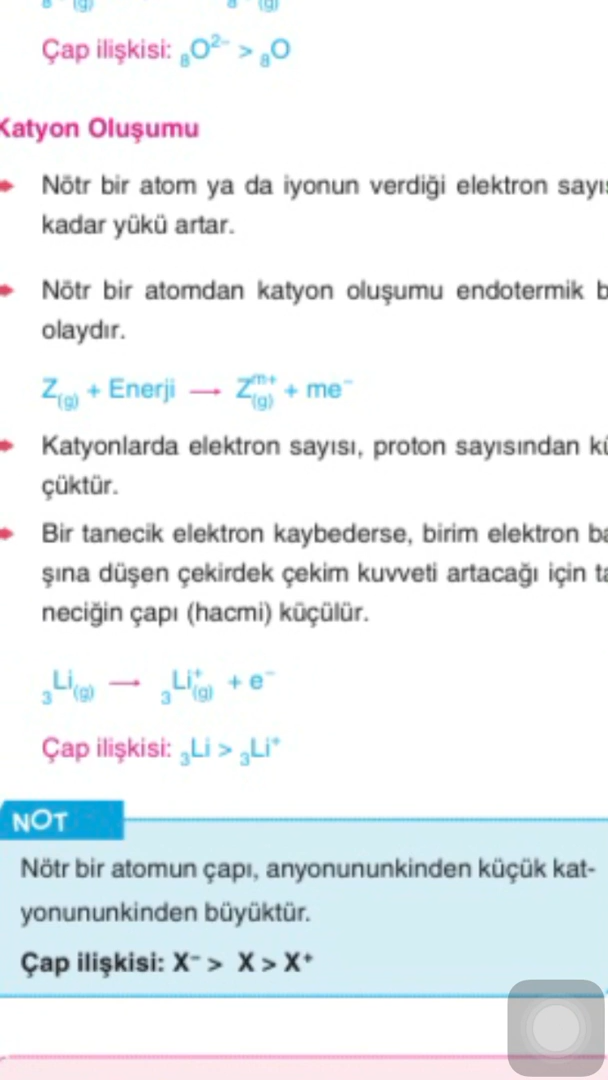 Çap ilişkisi: ₈O²⁻ > ₈O
Katyon Oluşumu
Nötr bir atom ya da iyonun verdiği elektron sayıs
kadar yükü artar.
Nötr bir atomdan katyon oluşumu endotermik b
olaydır.
Z(g) + Enerji → Zᵐ⁺(g) + me⁻
Katyonlarda elektron sayısı, proton sayısından kü
çüktür.
Bir tanecik elektron kaybederse, birim elektron ba
şına düşen çekirdek çekim kuvveti artacağı için ta
neciğin çapı (hacmi) küçülür.
₃Li(g) → ₃Li⁺(g) + e⁻
Çap ilişkisi: ₃Li > ₃Li⁺
NOT
Nötr bir atomun çapı, anyonununkinden küçük kat-
yonununkinden büyüktür.
Çap ilişkisi: X⁻ > X > X⁺